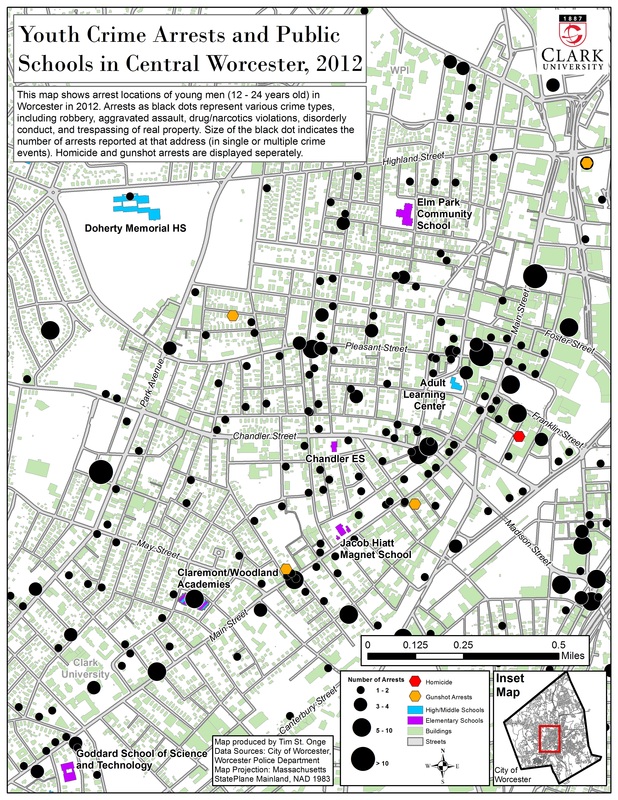 Youth Crime Arrests and Public
Schools in Central Worcester, 2012
1887
CLARK
UNIVERSITY
This map shows arrest locations of young men (12 - 24 years old) in
Worcester in 2012. Arrests as black dots represent various crime types,
including robbery, aggravated assault, drug/narcotics violations, disorderly
conduct, and trespassing of real property. Size of the black dot indicates the
number of arrests reported at that address (in single or multiple crime
events). Homicide and gunshot arrests are displayed seperately.
WPI
Highland Street
Elm Park
Community
School
Doherty Memorial HS
Main Street
Foster Street
Pleasant Street
Park Avenue
Adult
Learning
Center
Franklin Street
Chandler Street
Chandler ES
Madison Street
Jacob Hiatt
Magnet School
May Street
Claremont/Woodland
Academies
Main Street
Clark
University
Canterbury Street
Goddard School of Science
and Technology
0 0.125 0.25 0.5
Miles
Number of Arrests
1 - 2
3 - 4
5 - 10
> 10
Homicide
Gunshot Arrests
High/Middle Schools
Elementary Schools
Buildings
Streets
N
W
E
S
Inset
Map
City of
Worcester
Map produced by Tim St. Onge
Data Sources: City of Worcester,
Worcester Police Department
Map Projection: Massachusetts
StatePlane Mainland, NAD 1983